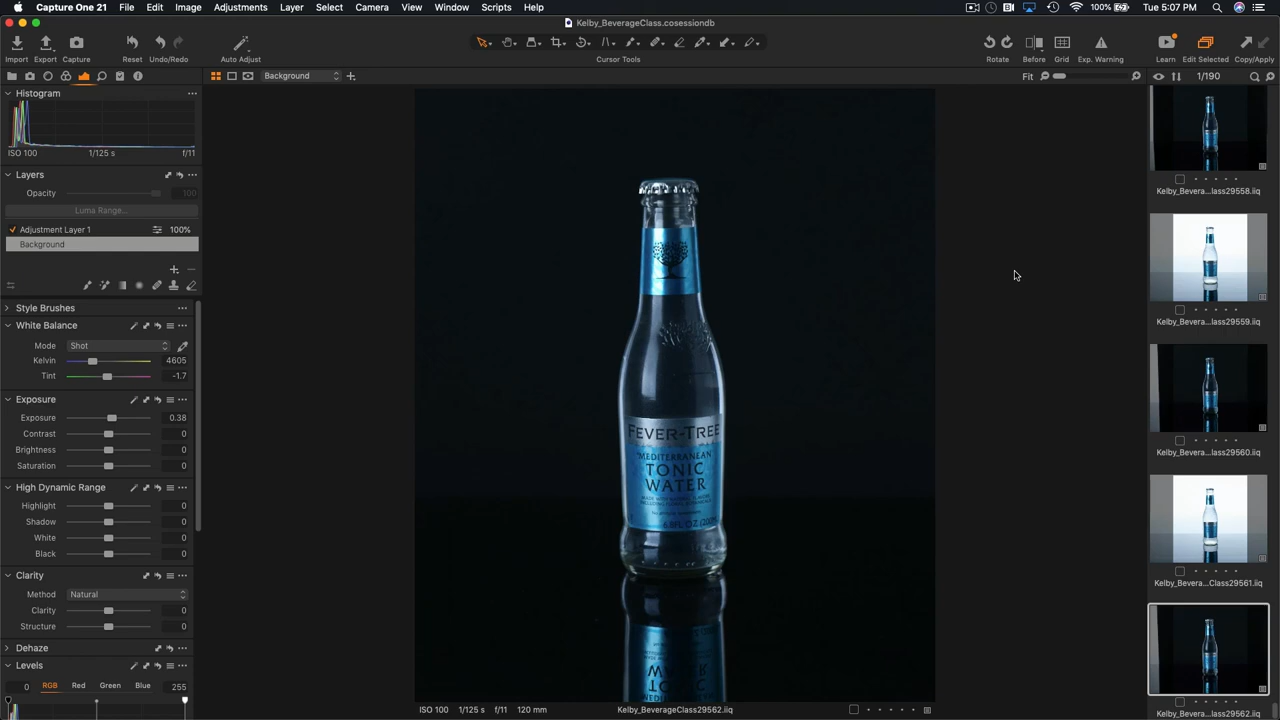 Capture One 21 File Edit Image Adjustments Layer Select Camera View Window Scripts Help 100% Sun 5:07 PM
Kelby_BeverageClass.cosessiondb
Import Export Capture Reset Undo/Redo Auto Adjust Cursor Tools Rotate Before Grid Exp. Warning Learn Edit Selected Copy/Apply
Background Fit 1/190
Histogram
ISO 100 1/125 s f/11
Layers
Opacity 100
Luma Range...
Adjustment Layer 1 100%
Background
Style Brushes
White Balance
Mode Shot
Kelvin 4605
Tint -1.7
Exposure
Exposure 0.38
Contrast 0
Brightness 0
Saturation 0
High Dynamic Range
Highlight 0
Shadow 0
White 0
Black 0
Clarity
Method Natural
Clarity 0
Structure 0
Dehaze
Levels
0 RGB Red Green Blue 255
FEVER-TREE
MEDITERRANEAN
TONIC
WATER
6.8FL OZ (200
ISO 100 1/125 s f/11 120 mm Kelby_BeverageClass29562.iiq
Kelby_Bevera...lass29558.iiq
Kelby_Bevera...lass29559.iiq
Kelby_Bevera...lass29560.iiq
Kelby_Bevera...Class29561.iiq
Kelby_Bevera...lass29562.iiq